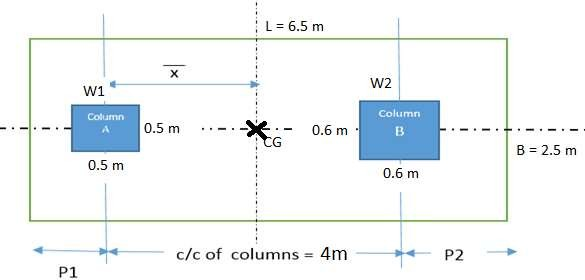 L = 6.5 m
x
W1
W2
Column
A
0.5 m
0.5 m
CG
0.6 m
Column
B
0.6 m
B = 2.5 m
P1
c/c of columns = 4m
P2